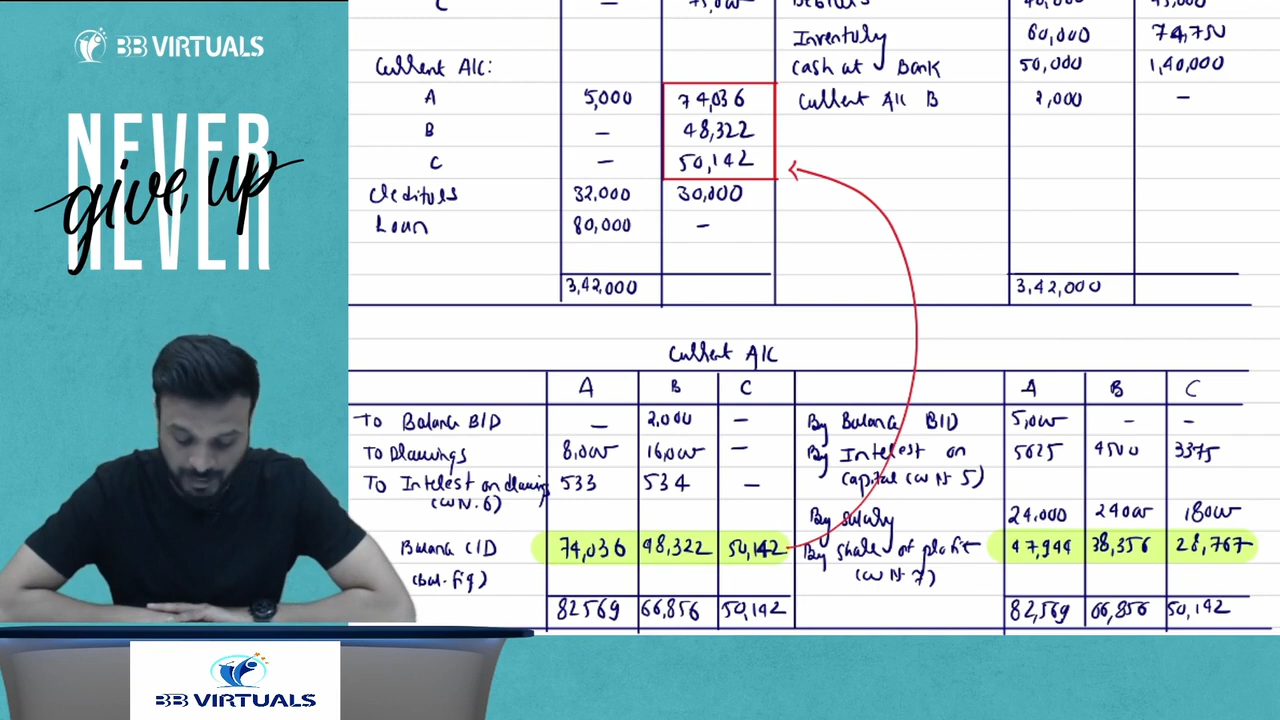 BB VIRTUALS
NEVER
give up
NEVER
C — 75,000
Inventory 60,000 74,750
Current A/C: Cash at Bank 50,000 1,40,000
A 5,000 74,036 Current A/C B 2,000 —
B — 48,322
C — 50,142
Creditors 32,000 30,000
Loan 80,000 —
3,42,000 3,42,000
Current A/C
A B C A B C
To Balance B/D — 2,000 — By Balance B/D 5,000 — —
To Drawings 8,000 16,000 — By Interest on 5625 4500 3375
To Interest on drawings 533 534 — Capital (WN 5)
(WN.6)
By Salary 24,000 24000 18000
Balance C/D 74,036 48,322 50,142 By Share of profit 47,944 38,356 28,767
(bal. fig) (WN 7)
82569 66,856 50,142 82,569 66,856 50,142
BB VIRTUALS